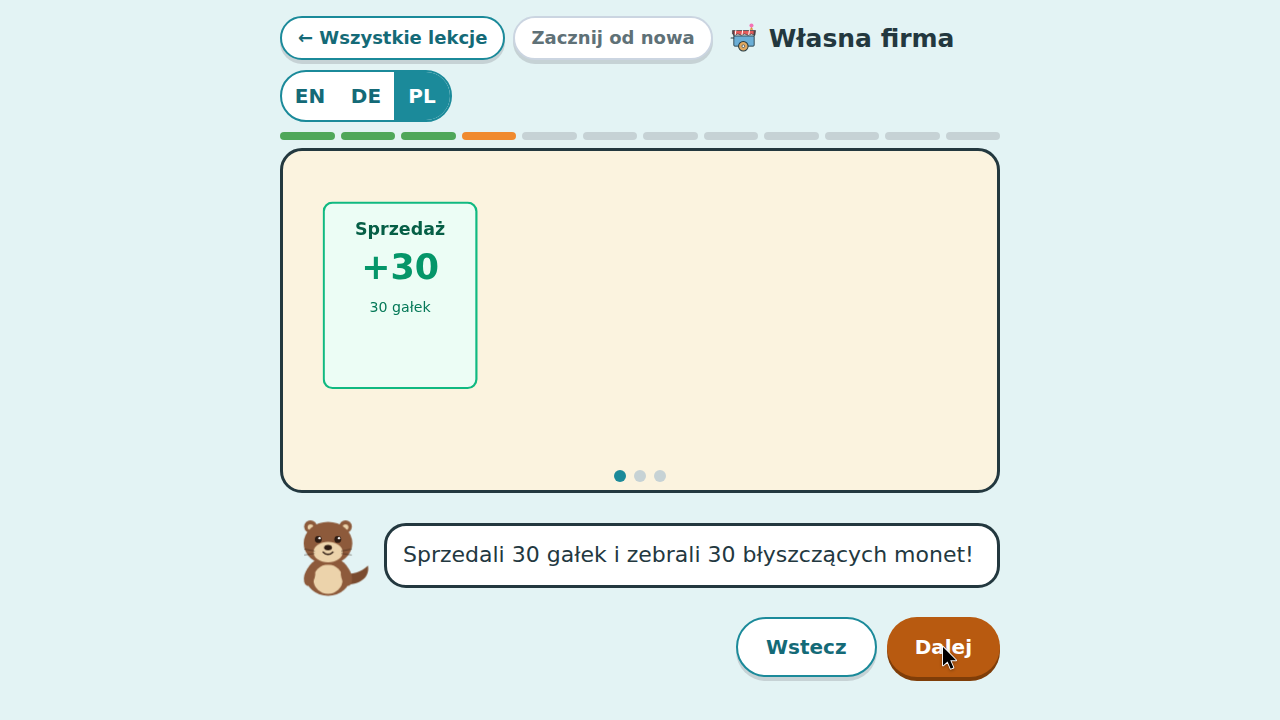 ← Wszystkie lekcje
Zacznij od nowa
Własna firma
EN DE PL
Sprzedaż
+30
30 gałek
Sprzedali 30 gałek i zebrali 30 błyszczących monet!
Wstecz
Dalej